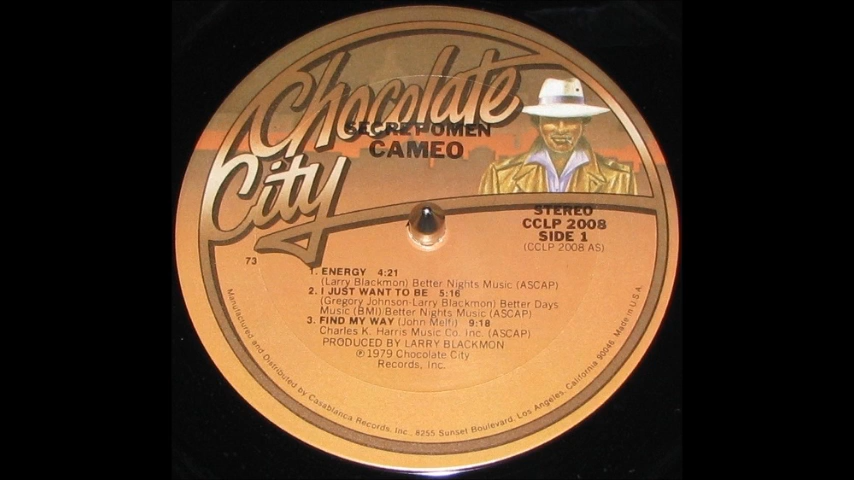 Chocolate
City
SECRET OMEN
CAMEO
STEREO
CCLP 2008
SIDE 1
(CCLP 2008 AS)
73
1. ENERGY 4:21
(Larry Blackmon) Better Nights Music (ASCAP)
2. I JUST WANT TO BE 5:16
(Gregory Johnson-Larry Blackmon) Better Days
Music (BMI) Better Nights Music (ASCAP)
3. FIND MY WAY (John Melfi) 9:18
Charles K. Harris Music Co. Inc. (ASCAP)
PRODUCED BY LARRY BLACKMON
℗ 1979 Chocolate City
Records, Inc.
Manufactured and Distributed by Casablanca Records, Inc., 8255 Sunset Boulevard, Los Angeles, California 90046 Made in U.S.A.